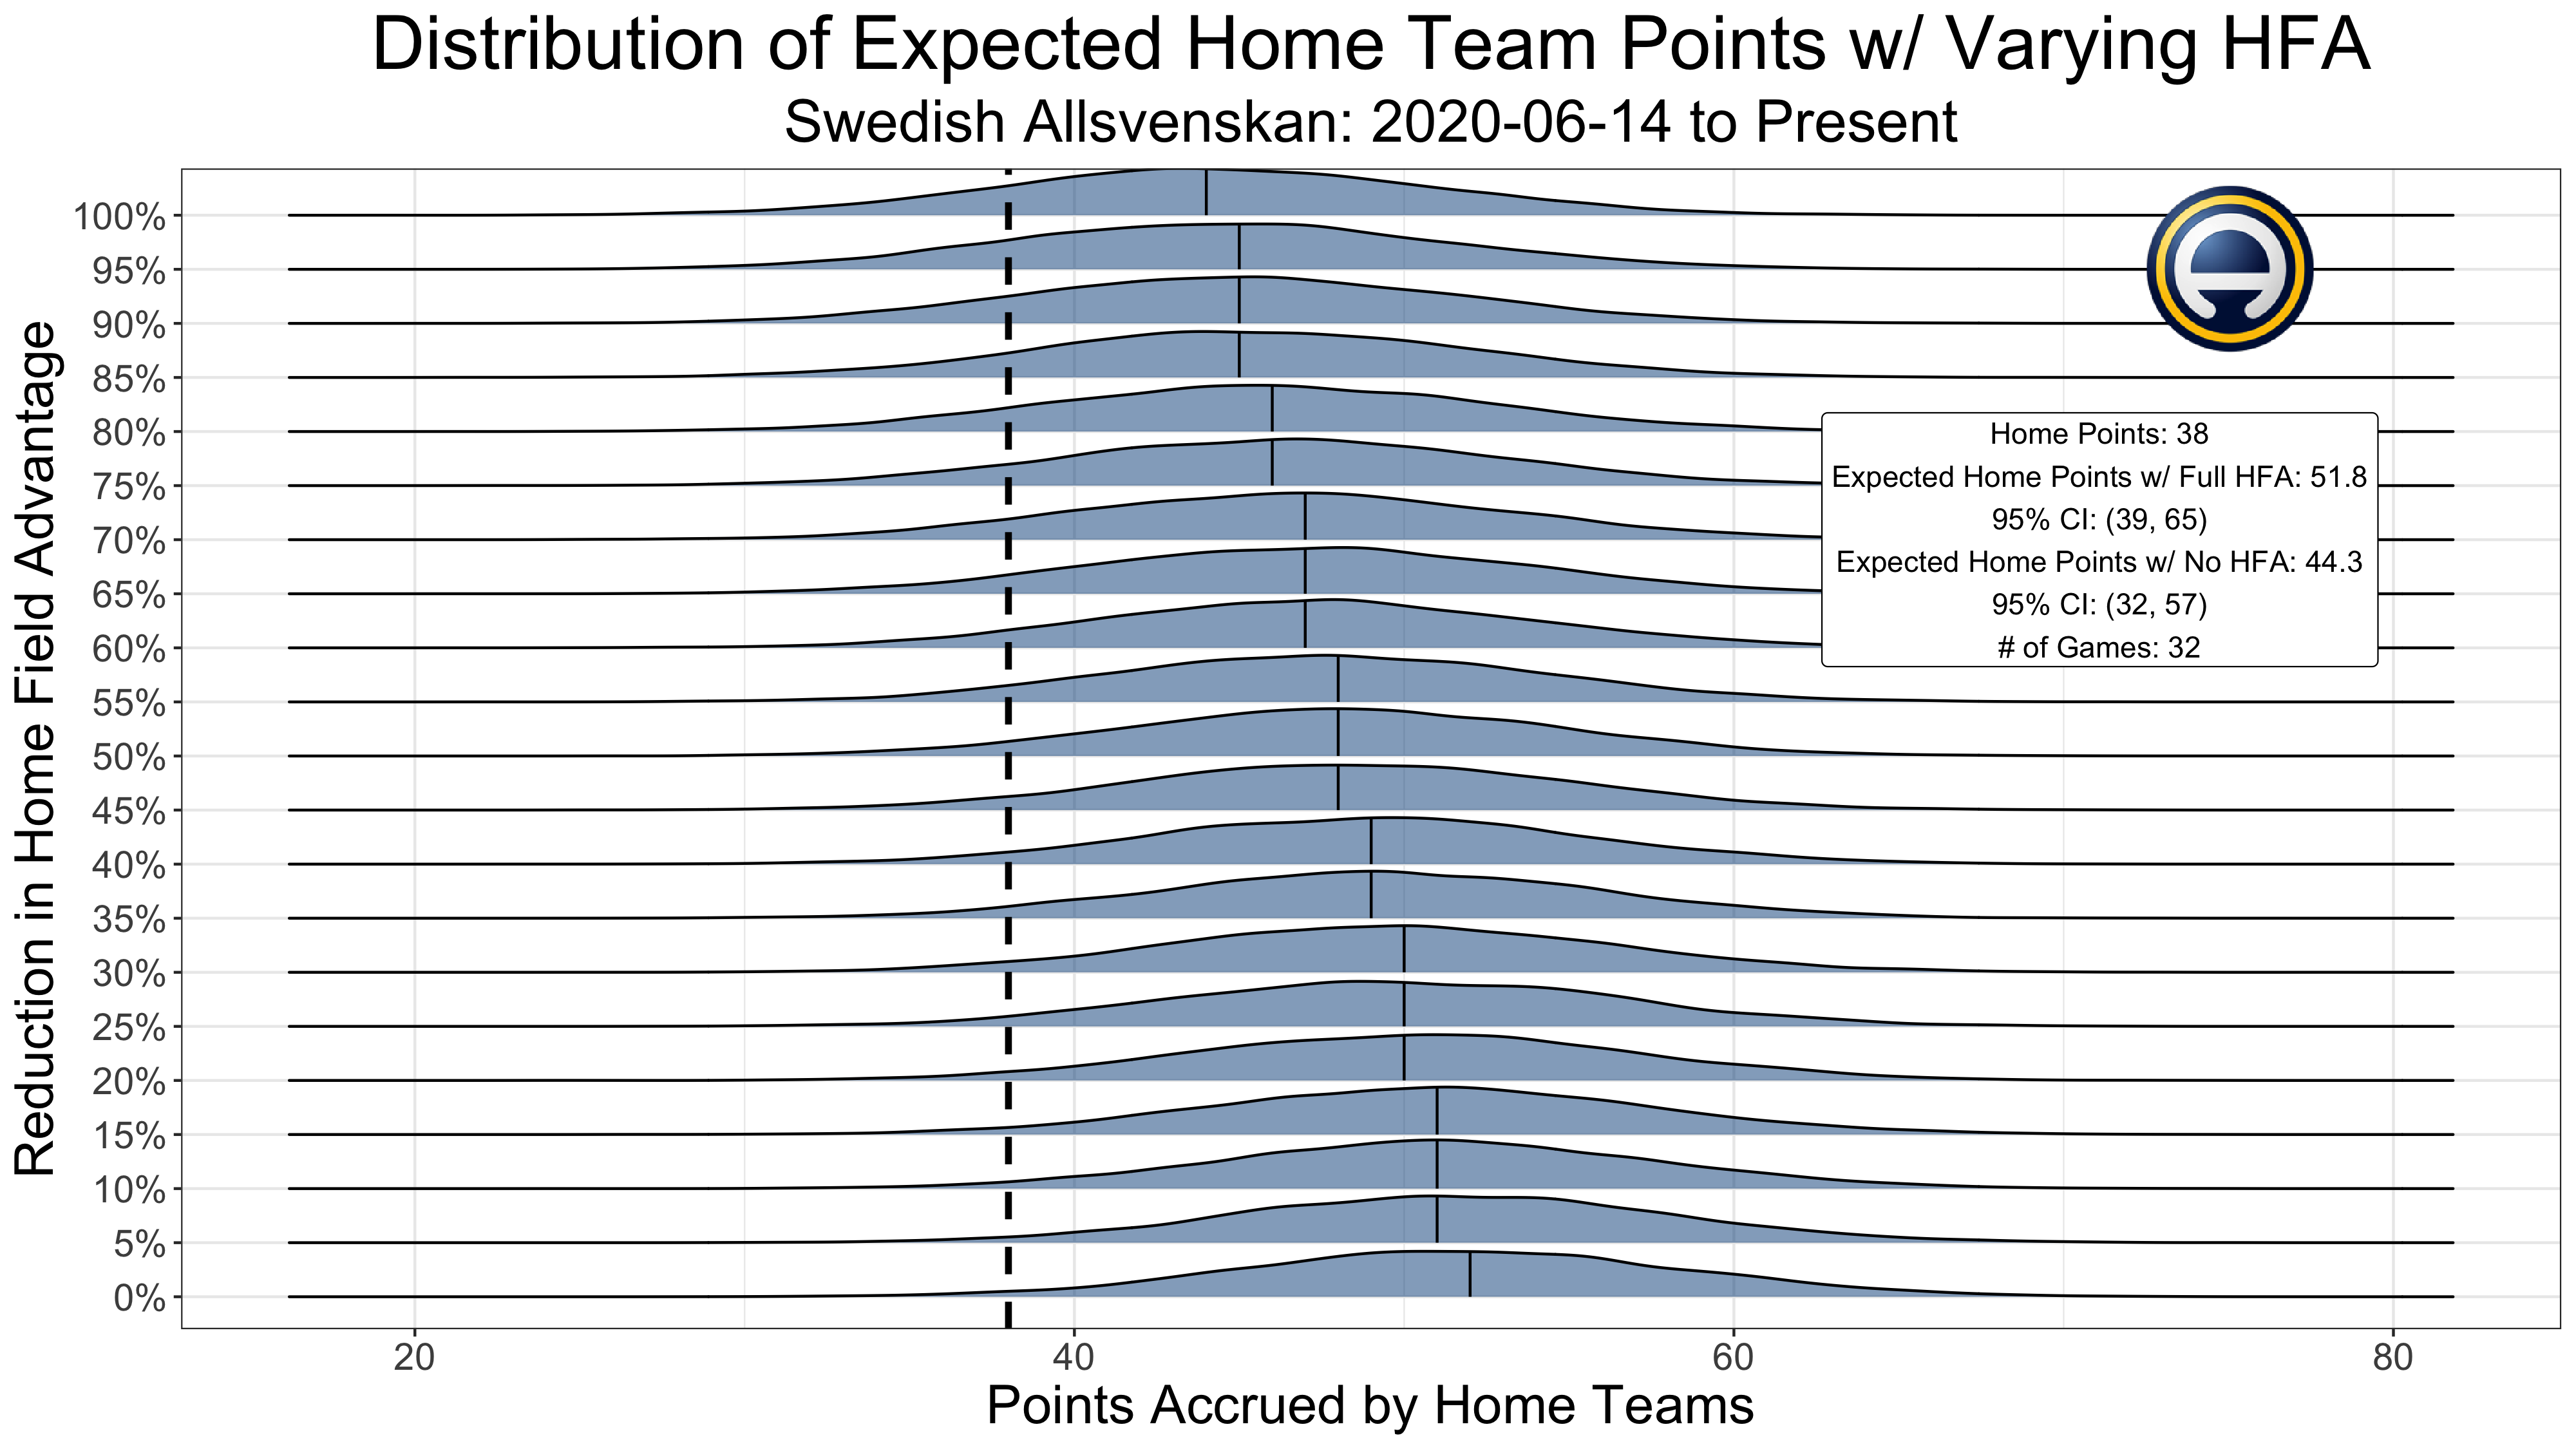 Distribution of Expected Home Team Points w/ Varying HFA
Swedish Allsvenskan: 2020-06-14 to Present
Reduction in Home Field Advantage
100%
95%
90%
85%
80%
75%
70%
65%
60%
55%
50%
45%
40%
35%
30%
25%
20%
15%
10%
5%
0%
Home Points: 38
Expected Home Points w/ Full HFA: 51.8
95% CI: (39, 65)
Expected Home Points w/ No HFA: 44.3
95% CI: (32, 57)
# of Games: 32
20
40
60
80
Points Accrued by Home Teams